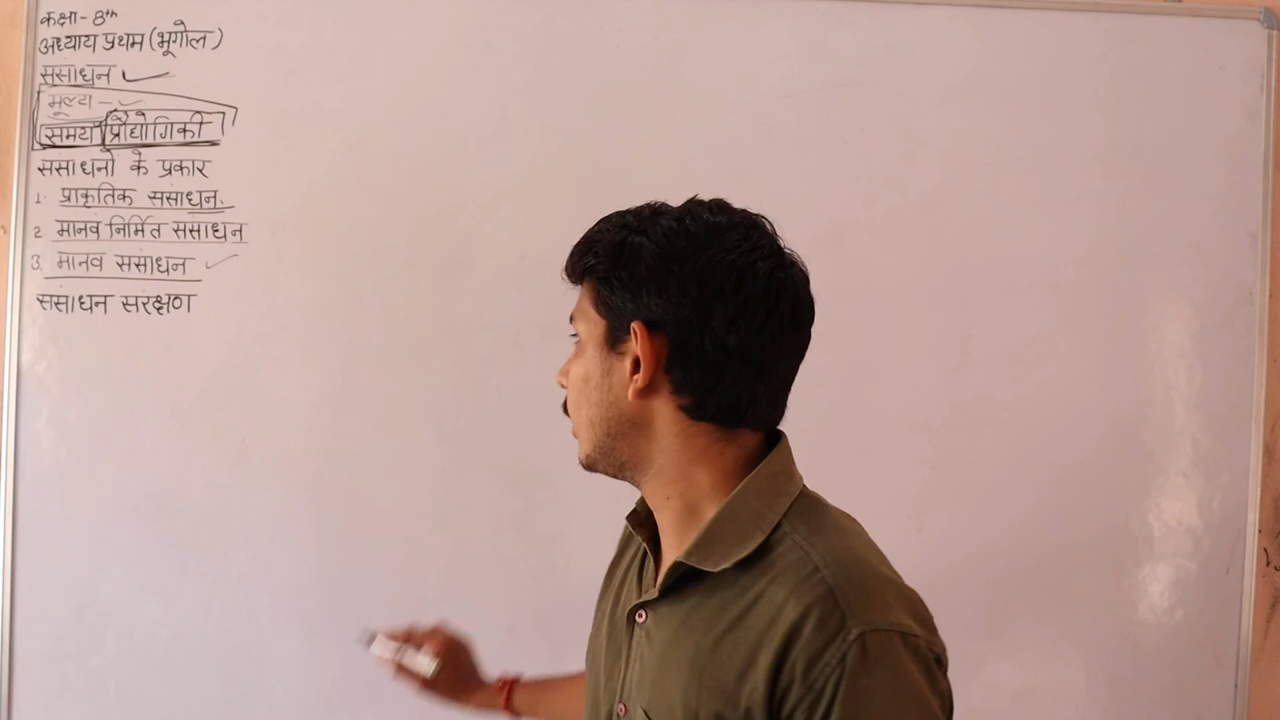 कक्षा- 8th
अध्याय प्रथम (भूगोल)
संसाधन
मूल्य -
समय प्रौद्योगिकी
संसाधनों के प्रकार
1. प्राकृतिक संसाधन.
2. मानव निर्मित संसाधन
3. मानव संसाधन
संसाधन संरक्षण